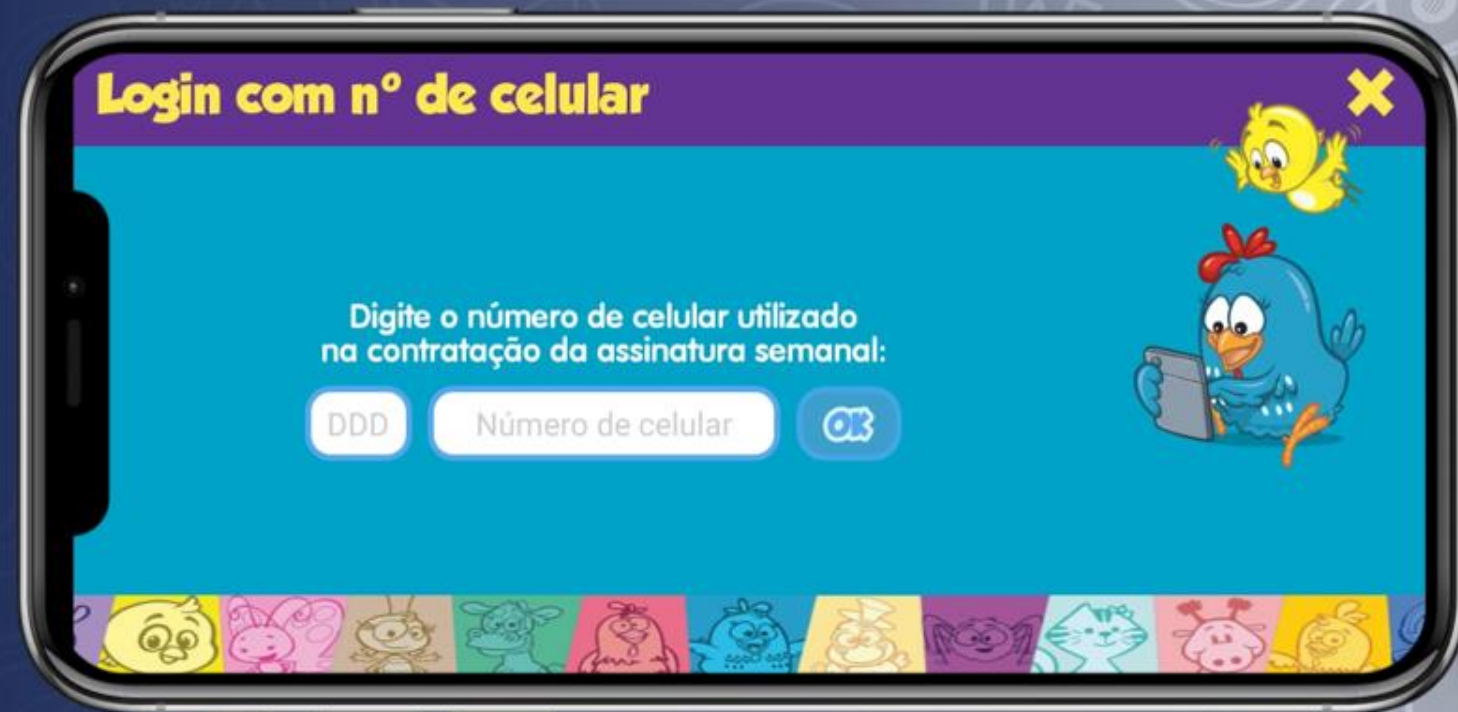 Login com nº de celular
Digite o número de celular utilizado
na contratação da assinatura semanal:
DDD
Número de celular
OK